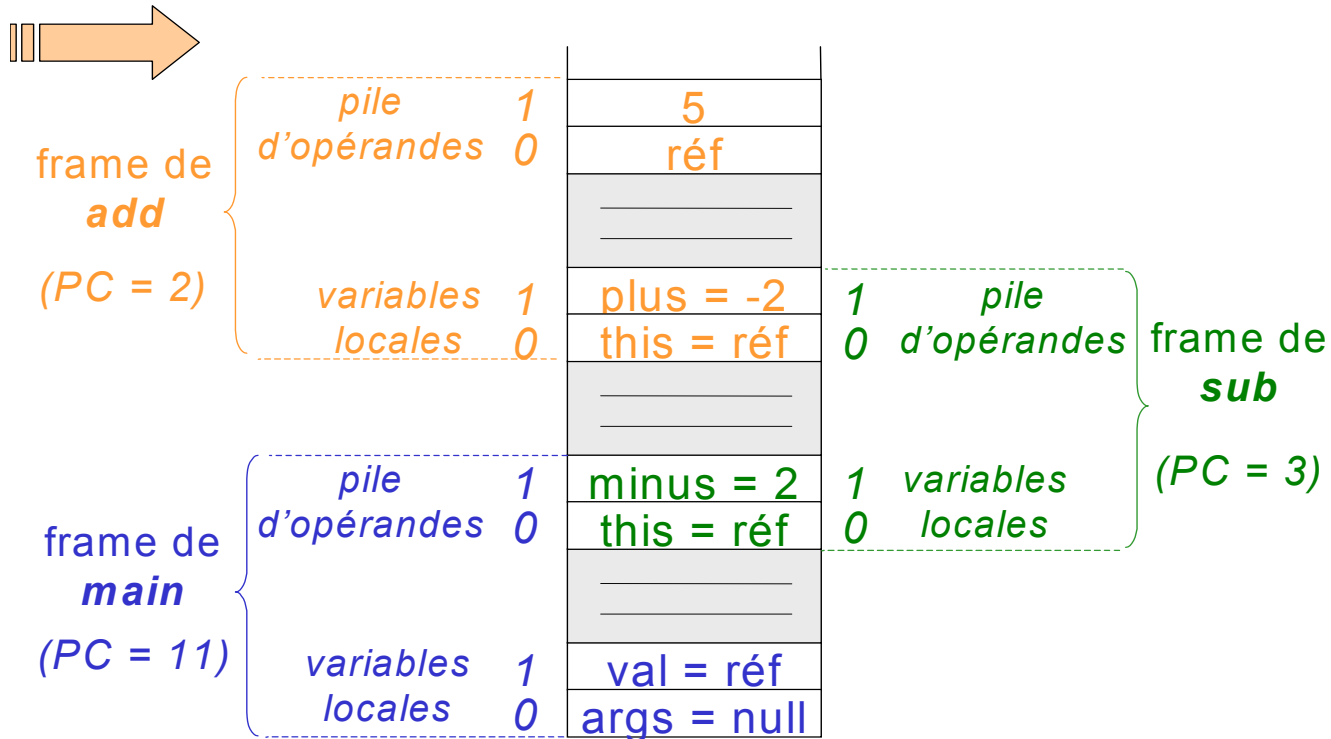 pile 1
d'opérandes 0
frame de
add
(PC = 2)
variables 1
locales 0
5
réf
plus = -2
this = réf
1 pile
0 d'opérandes
frame de
sub
(PC = 3)
1 variables
0 locales
minus = 2
this = réf
pile 1
d'opérandes 0
frame de
main
(PC = 11)
variables 1
locales 0
val = réf
args = null